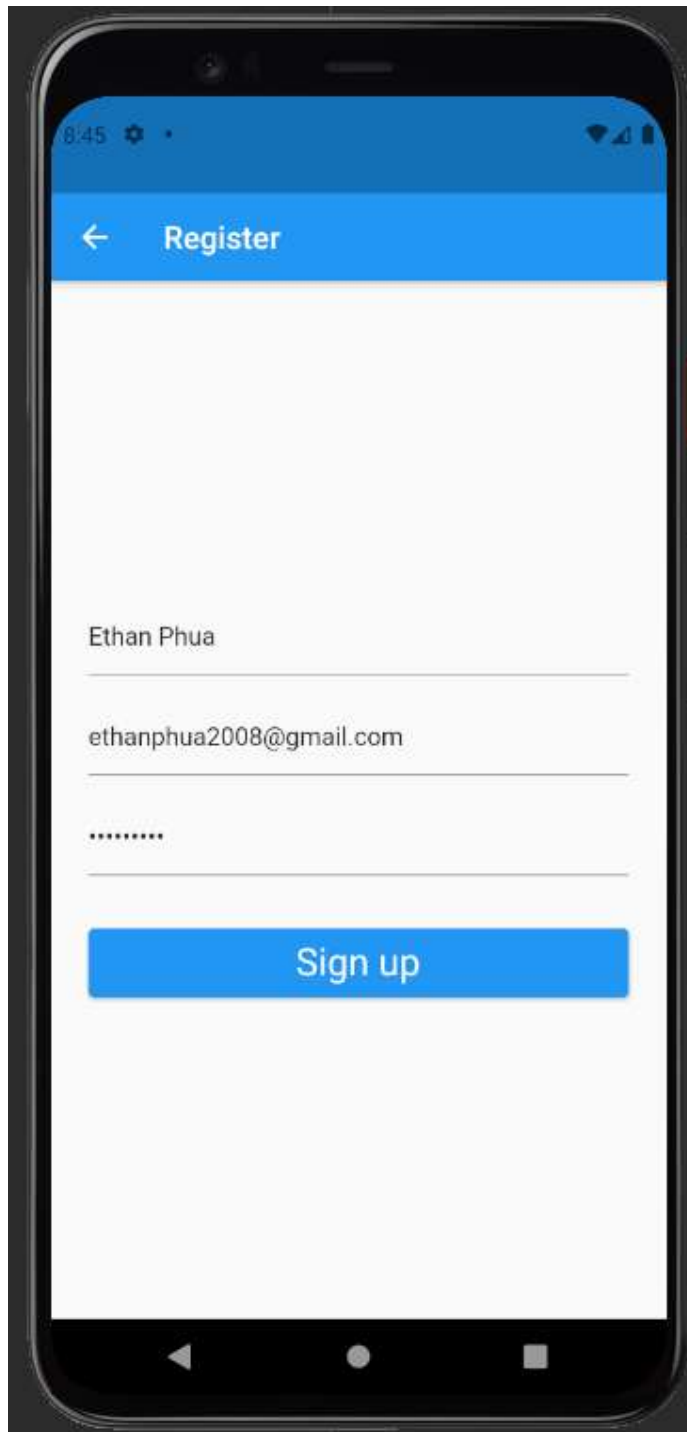 8:45
Register
Ethan Phua
ethanphua2008@gmail.com
•••••••••
Sign up